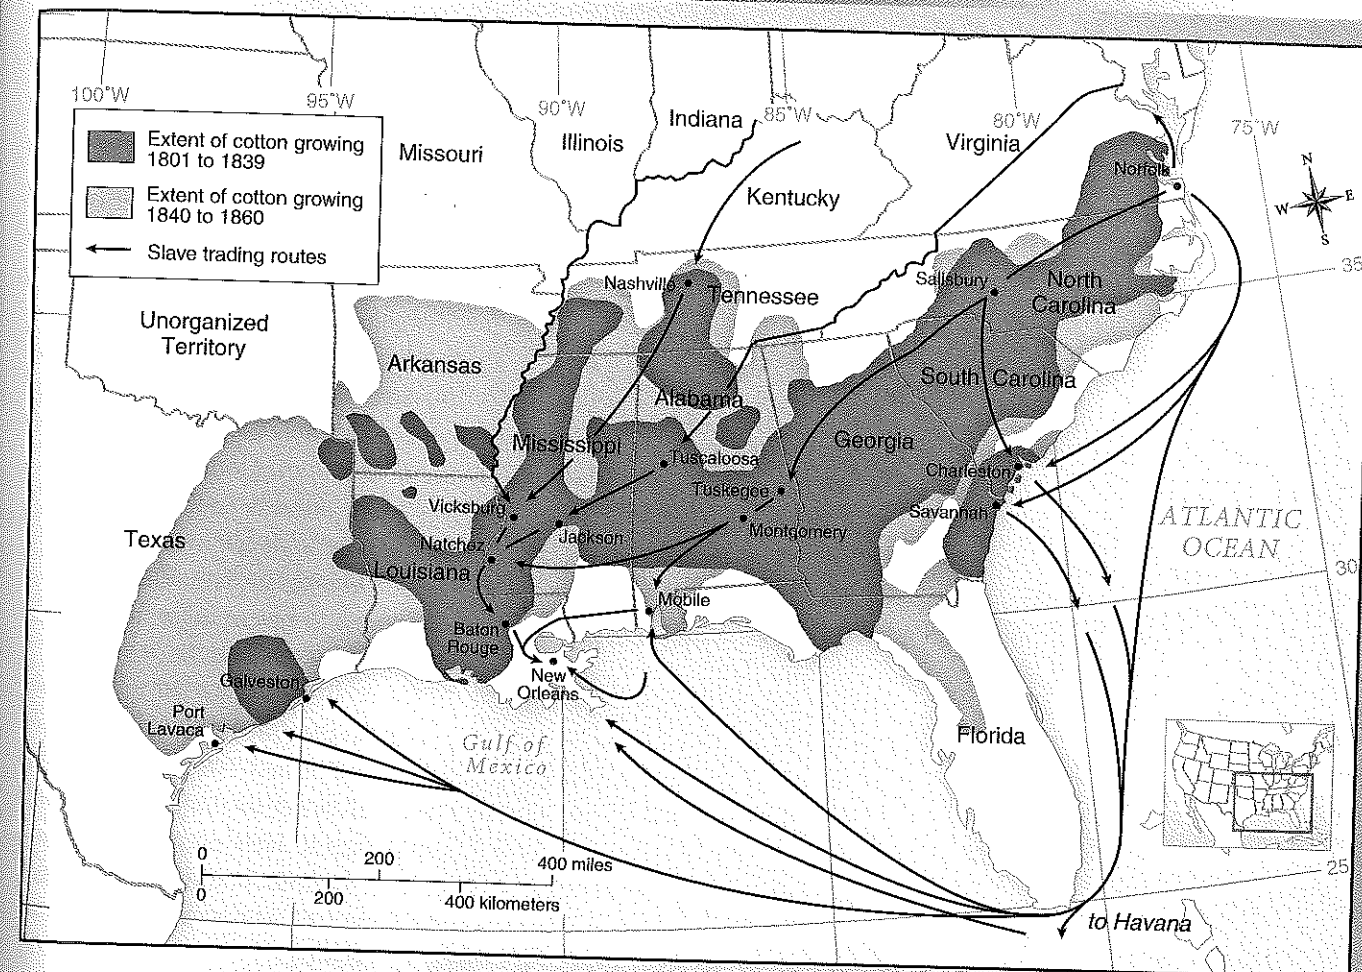 100°W
95°W
90°W
85°W
80°W
75°W
Extent of cotton growing
1801 to 1839
Extent of cotton growing
1840 to 1860
Slave trading routes
Missouri
Illinois
Indiana
Virginia
Kentucky
Norfolk
N
W
E
S
35
Unorganized
Territory
Nashville
Tennessee
Salisbury
North
Carolina
Arkansas
Alabama
South Carolina
Mississippi
Georgia
Tuscaloosa
Charleston
Tuskegee
Vicksburg
Savannah
Texas
Natchez
Jackson
Montgomery
ATLANTIC
OCEAN
Louisiana
30
Mobile
Baton
Rouge
New
Orleans
Galveston
Port
Lavaca
Gulf of
Mexico
Florida
0
200
400 miles
0
200
400 kilometers
25
to Havana